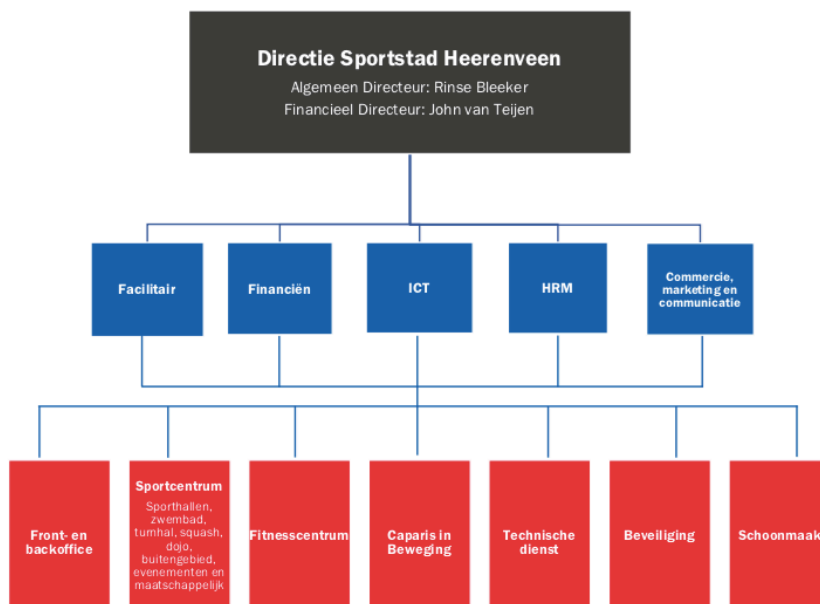 Directie Sportstad Heerenveen
Algemeen Directeur: Rinse Bleeker
Financieel Directeur: John van Teijen
Facilitair
Financiën
ICT
HRM
Commercie,
marketing en
communicatie
Front- en
backoffice
Sportcentrum
Sporthallen,
zwembad,
turnhal, squash,
dojo,
buitengebied,
evenementen en
maatschappelijk
Fitnesscentrum
Caparis in
Beweging
Technische
dienst
Beveiliging
Schoonmaak